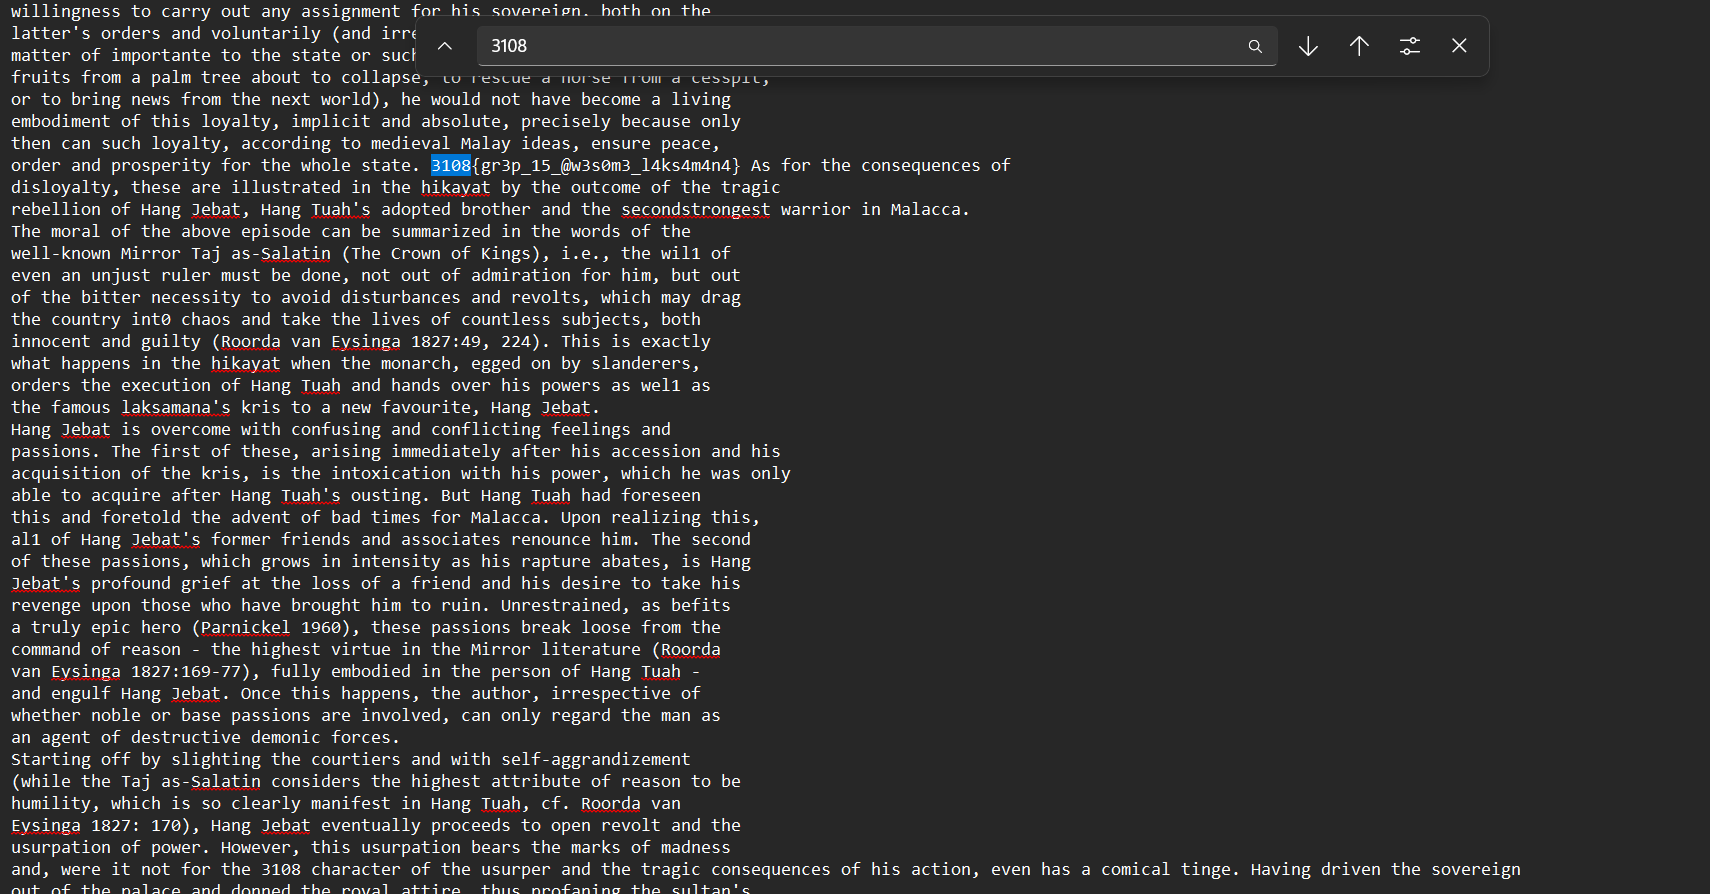 willingness to carry out any assignment for his sovereign, both on the
latter's orders and voluntarily (and irre
matter of importante to the state or such
3108
fruits from a palm tree about to collapse, to rescue a horse from a cesspit,
or to bring news from the next world), he would not have become a living
embodiment of this loyalty, implicit and absolute, precisely because only
then can such loyalty, according to medieval Malay ideas, ensure peace,
order and prosperity for the whole state. 3108{gr3p_15_@w3s0m3_l4ks4m4n4} As for the consequences of
disloyalty, these are illustrated in the hikayat by the outcome of the tragic
rebellion of Hang Jebat, Hang Tuah's adopted brother and the secondstrongest warrior in Malacca.
The moral of the above episode can be summarized in the words of the
well-known Mirror Taj as-Salatin (The Crown of Kings), i.e., the wil1 of
even an unjust ruler must be done, not out of admiration for him, but out
of the bitter necessity to avoid disturbances and revolts, which may drag
the country int0 chaos and take the lives of countless subjects, both
innocent and guilty (Roorda van Eysinga 1827:49, 224). This is exactly
what happens in the hikayat when the monarch, egged on by slanderers,
orders the execution of Hang Tuah and hands over his powers as wel1 as
the famous laksamana's kris to a new favourite, Hang Jebat.
Hang Jebat is overcome with confusing and conflicting feelings and
passions. The first of these, arising immediately after his accession and his
acquisition of the kris, is the intoxication with his power, which he was only
able to acquire after Hang Tuah's ousting. But Hang Tuah had foreseen
this and foretold the advent of bad times for Malacca. Upon realizing this,
al1 of Hang Jebat's former friends and associates renounce him. The second
of these passions, which grows in intensity as his rapture abates, is Hang
Jebat's profound grief at the loss of a friend and his desire to take his
revenge upon those who have brought him to ruin. Unrestrained, as befits
a truly epic hero (Parnickel 1960), these passions break loose from the
command of reason - the highest virtue in the Mirror literature (Roorda
van Eysinga 1827:169-77), fully embodied in the person of Hang Tuah -
and engulf Hang Jebat. Once this happens, the author, irrespective of
whether noble or base passions are involved, can only regard the man as
an agent of destructive demonic forces.
Starting off by slighting the courtiers and with self-aggrandizement
(while the Taj as-Salatin considers the highest attribute of reason to be
humility, which is so clearly manifest in Hang Tuah, cf. Roorda van
Eysinga 1827: 170), Hang Jebat eventually proceeds to open revolt and the
usurpation of power. However, this usurpation bears the marks of madness
and, were it not for the 3108 character of the usurper and the tragic consequences of his action, even has a comical tinge. Having driven the sovereign
out of the palace and donned the royal attire, thus profaning the sultan's